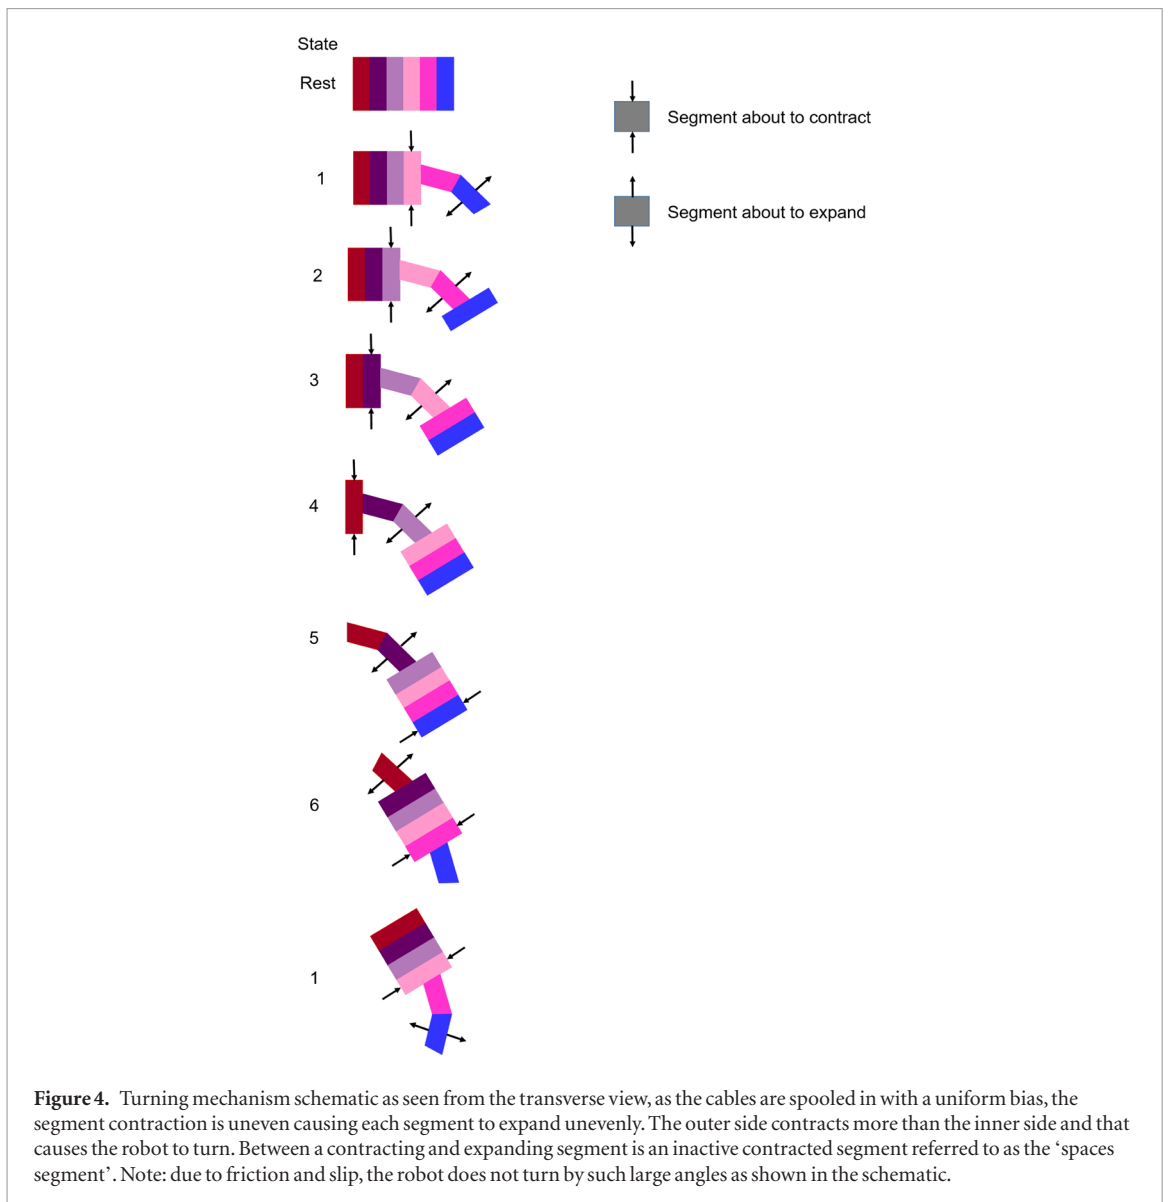 State
Rest
Segment about to contract
1
Segment about to expand
2
3
4
5
6
1
Figure 4. Turning mechanism schematic as seen from the transverse view, as the cables are spooled in with a uniform bias, the
segment contraction is uneven causing each segment to expand unevenly. The outer side contracts more than the inner side and that
causes the robot to turn. Between a contracting and expanding segment is an inactive contracted segment referred to as the ‘spaces
segment’. Note: due to friction and slip, the robot does not turn by such large angles as shown in the schematic.